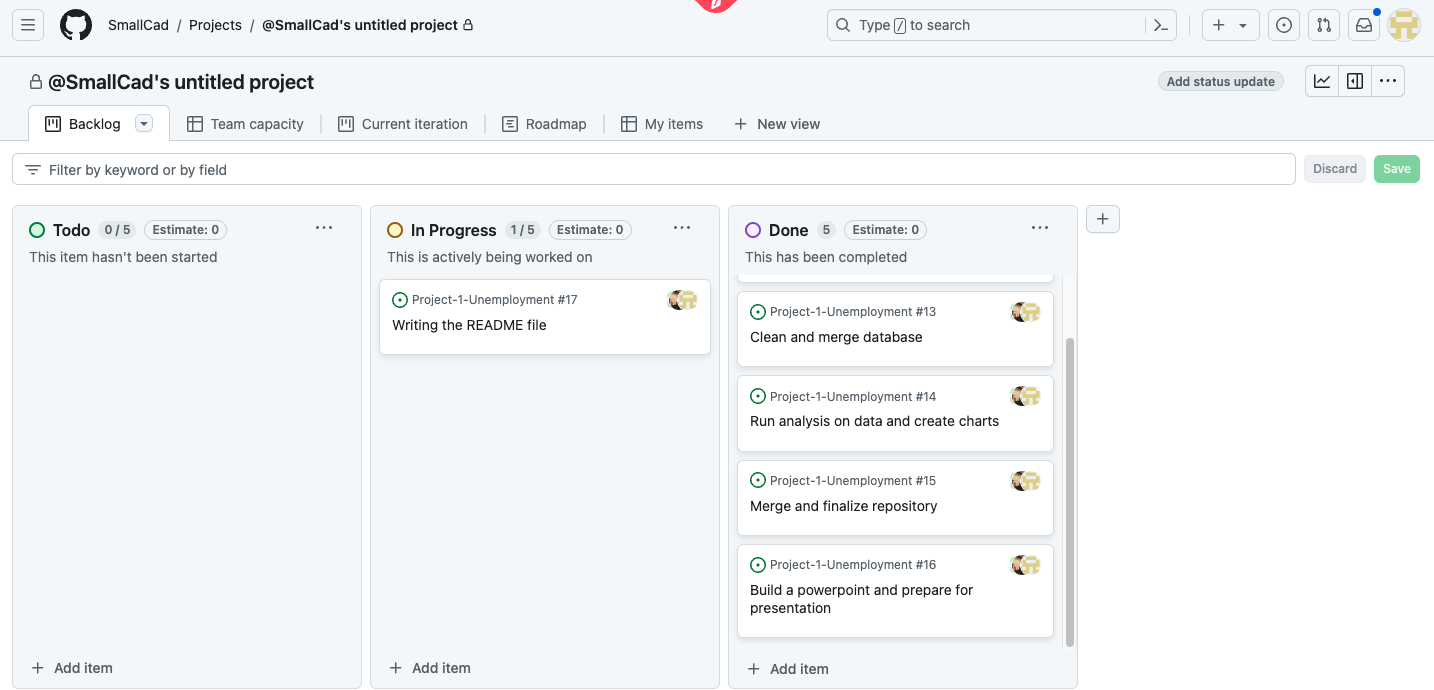 SmallCad / Projects / @SmallCad's untitled project
Type / to search
@SmallCad's untitled project
Add status update
Backlog
Team capacity
Current iteration
Roadmap
My items
New view
Filter by keyword or by field
Discard
Save
Todo 0 / 5 Estimate: 0
This item hasn't been started
Add item
In Progress 1 / 5 Estimate: 0
This is actively being worked on
Project-1-Unemployment #17
Writing the README file
Add item
Done 5 Estimate: 0
This has been completed
Project-1-Unemployment #13
Clean and merge database
Project-1-Unemployment #14
Run analysis on data and create charts
Project-1-Unemployment #15
Merge and finalize repository
Project-1-Unemployment #16
Build a powerpoint and prepare for
presentation
Add item